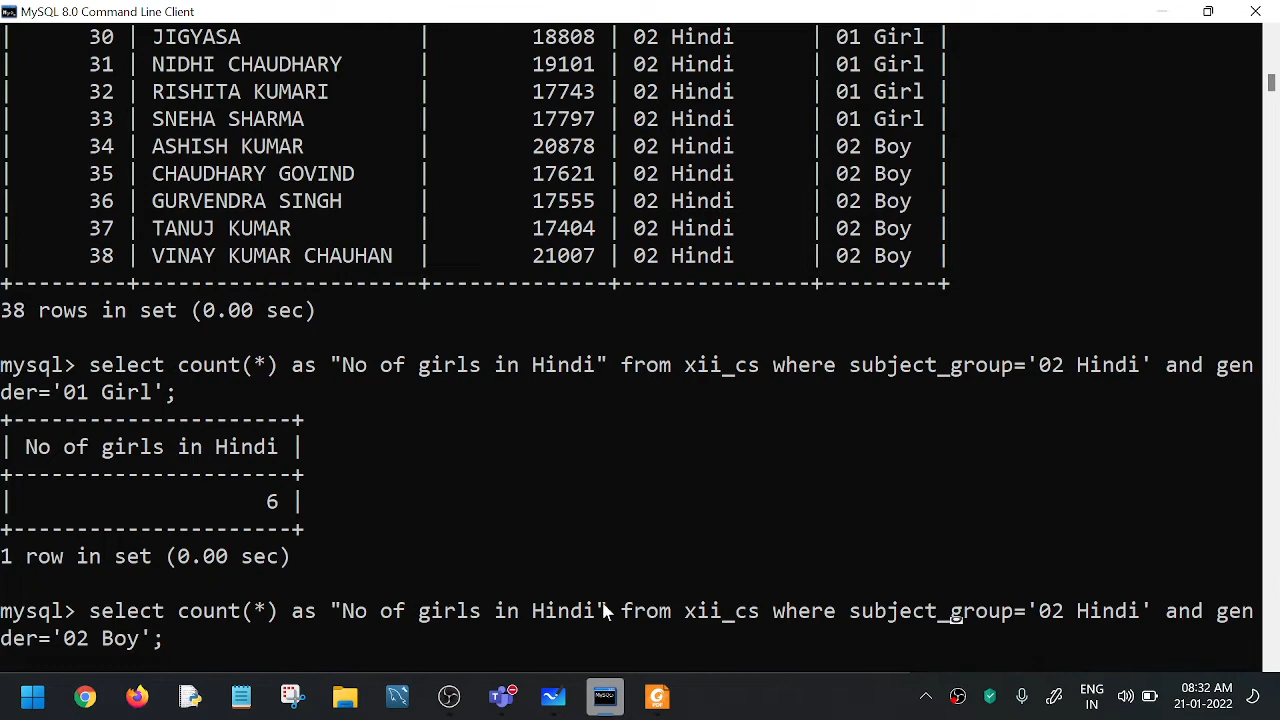 MySQL 8.0 Command Line Client
| 30 | JIGYASA | 18808 | 02 Hindi | 01 Girl |
| 31 | NIDHI CHAUDHARY | 19101 | 02 Hindi | 01 Girl |
| 32 | RISHITA KUMARI | 17743 | 02 Hindi | 01 Girl |
| 33 | SNEHA SHARMA | 17797 | 02 Hindi | 01 Girl |
| 34 | ASHISH KUMAR | 20878 | 02 Hindi | 02 Boy |
| 35 | CHAUDHARY GOVIND | 17621 | 02 Hindi | 02 Boy |
| 36 | GURVENDRA SINGH | 17555 | 02 Hindi | 02 Boy |
| 37 | TANUJ KUMAR | 17404 | 02 Hindi | 02 Boy |
| 38 | VINAY KUMAR CHAUHAN | 21007 | 02 Hindi | 02 Boy |
+---------+----------------------+--------------+---------------+---------+
38 rows in set (0.00 sec)
mysql> select count(*) as "No of girls in Hindi" from xii_cs where subject_group='02 Hindi' and gen
der='01 Girl';
+----------------------+
| No of girls in Hindi |
+----------------------+
| 6 |
+----------------------+
1 row in set (0.00 sec)
mysql> select count(*) as "No of girls in Hindi" from xii_cs where subject_group='02 Hindi' and gen
der='02 Boy';
ENG
IN
08:32 AM
21-01-2022